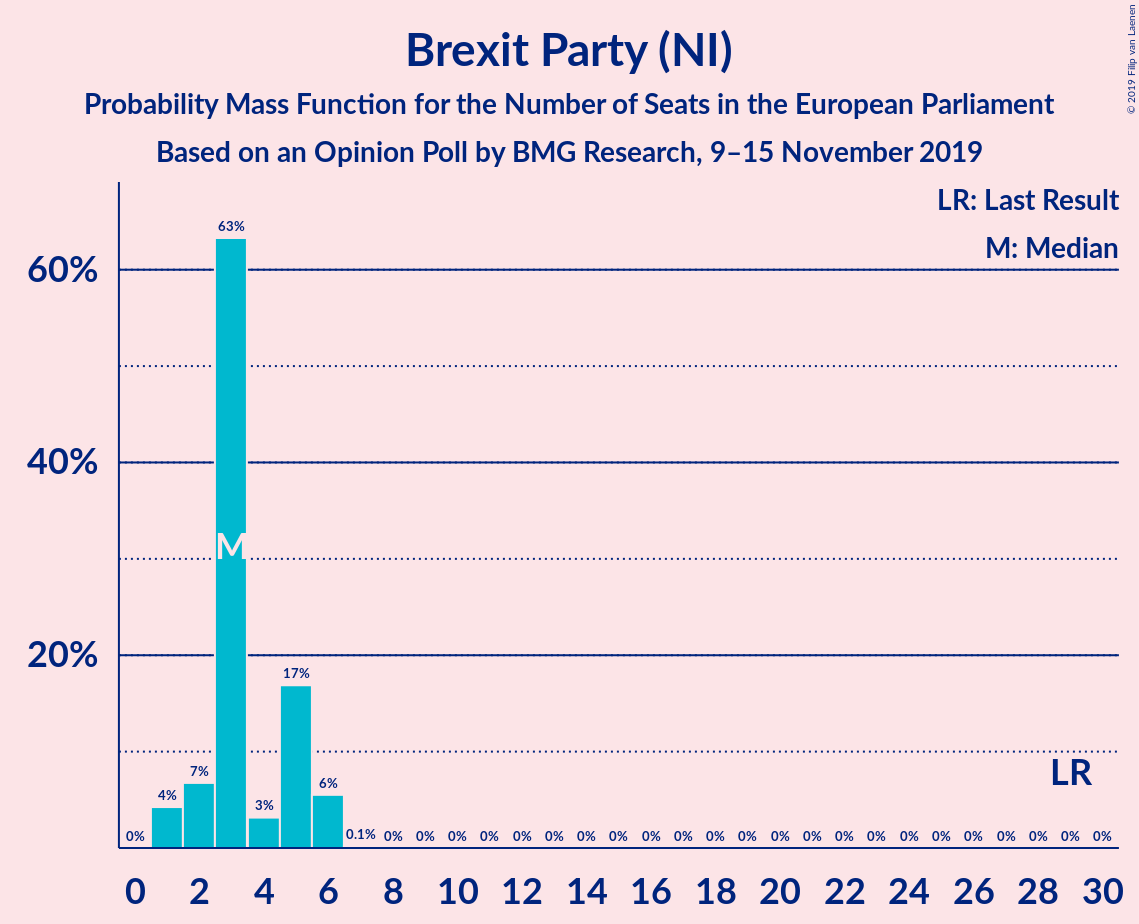 © 2019 Filip van Laenen
Brexit Party (NI)
Probability Mass Function for the Number of Seats in the European Parliament
Based on an Opinion Poll by BMG Research, 9–15 November 2019
LR: Last Result
M: Median
63%
60%
40%
M
20%
17%
7%
4%
6%
3%
LR
0% 0.1% 0% 0% 0% 0% 0% 0% 0% 0% 0% 0% 0% 0% 0% 0% 0% 0% 0% 0% 0% 0% 0% 0% 0%
0 2 4 6 8 10 12 14 16 18 20 22 24 26 28 30